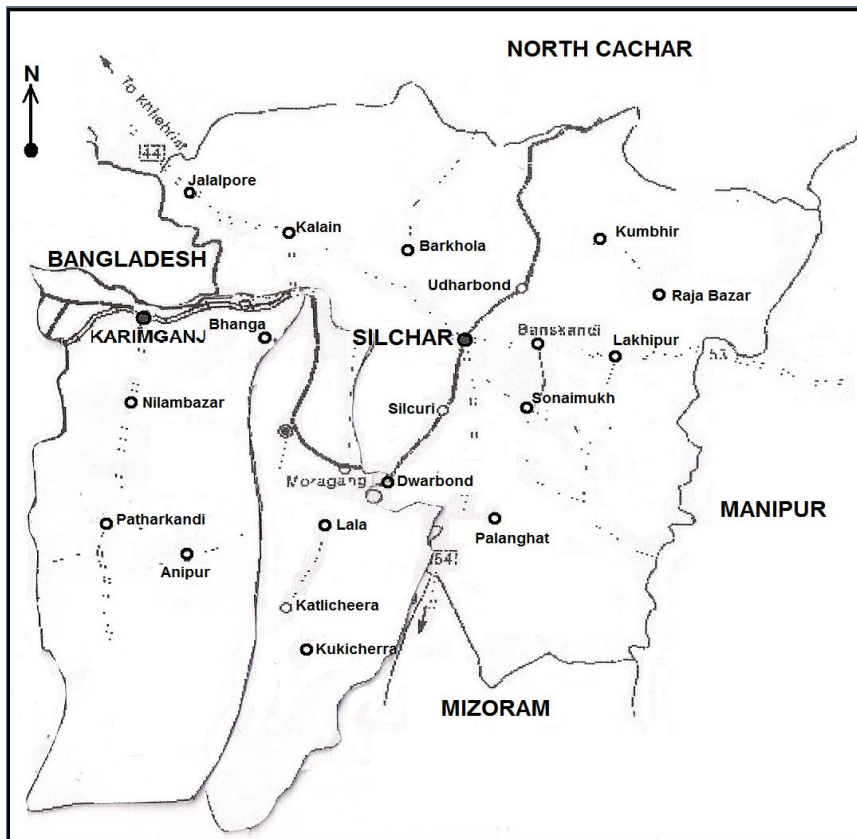 NORTH CACHAR
N
To Khliehriat
44
Jalalpore
Kalain
Kumbhir
Barkhola
BANGLADESH
Udharbond
Raja Bazar
KARIMGANJ
Bhanga
SILCHAR
Banskandi
Lakhipur
53
Nilambazar
Silcuri
Sonaimukh
Moragang
Dwarbond
Patharkandi
Lala
Palanghat
MANIPUR
Anipur
54
Katlicheera
Kukicherra
MIZORAM